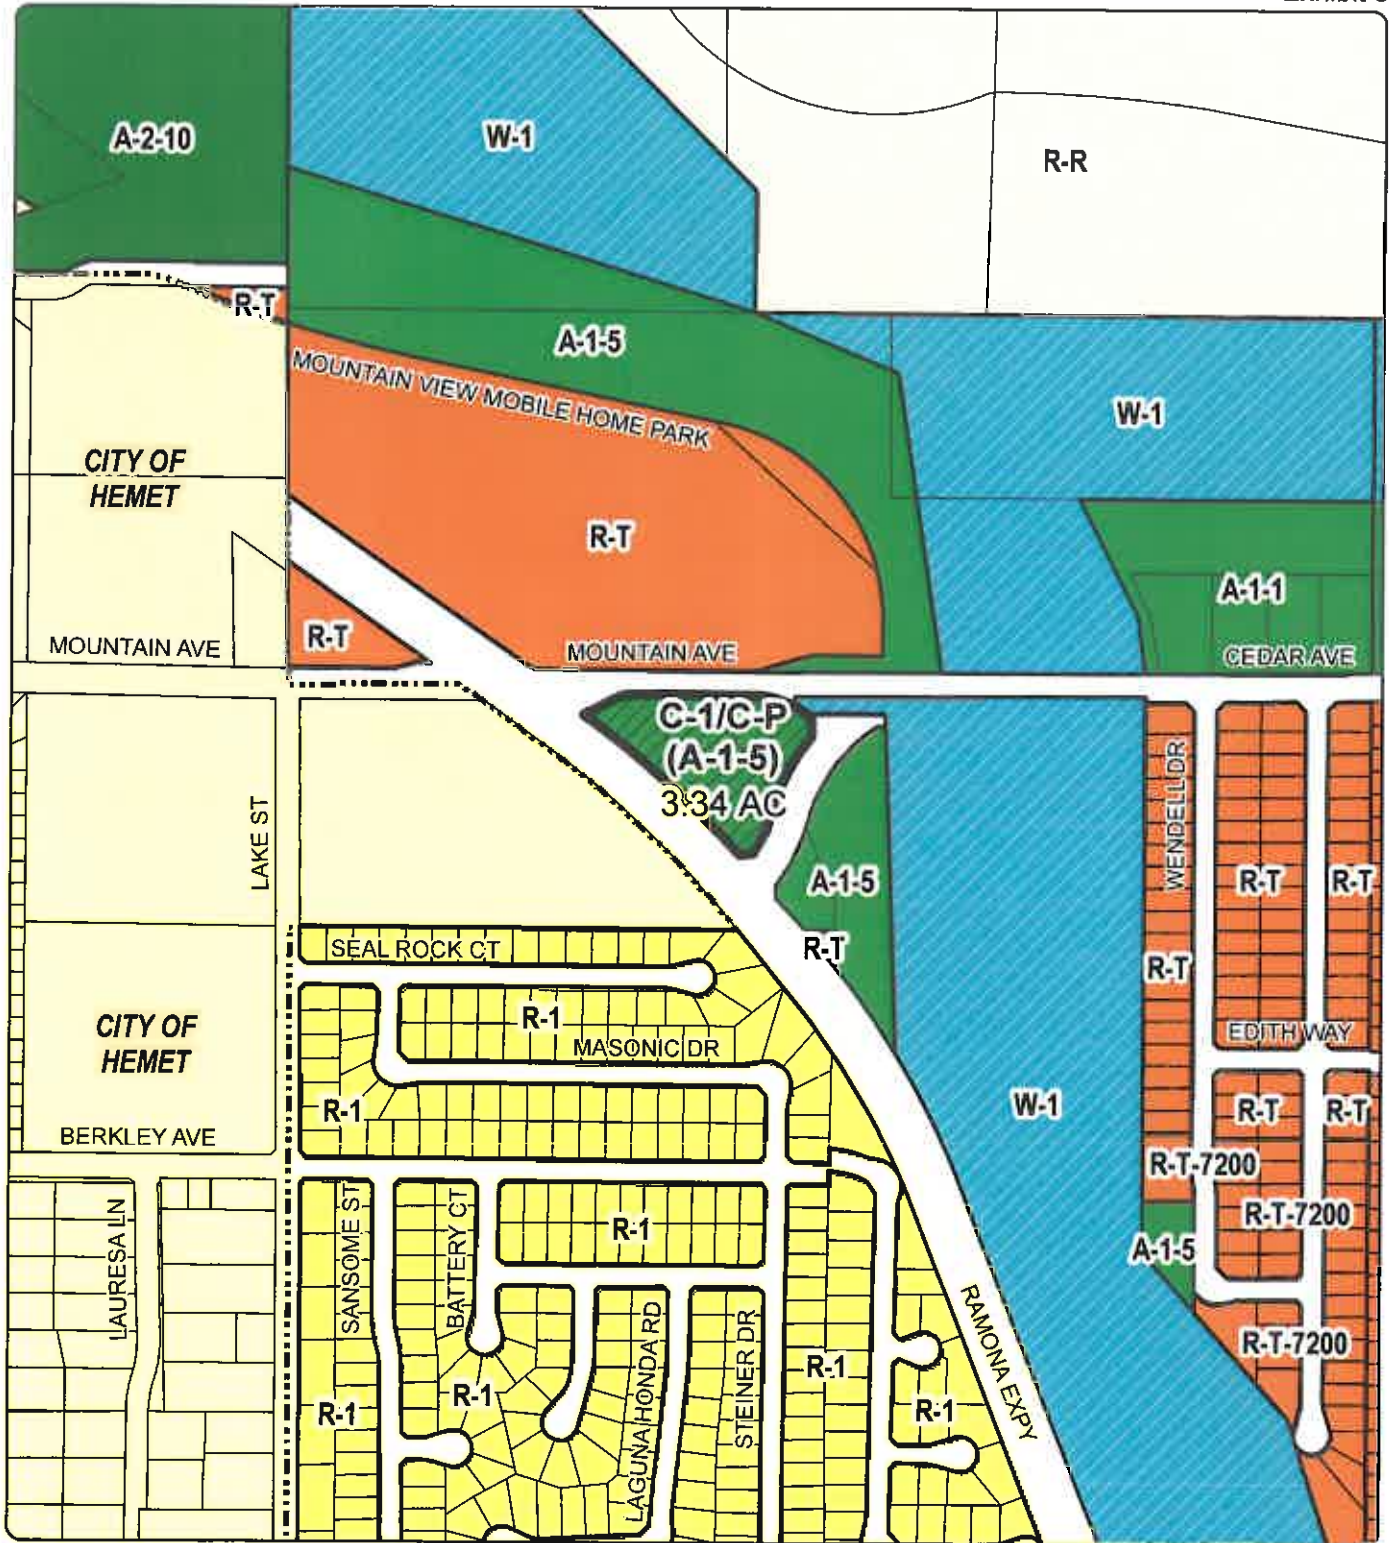 A-2-10
W-1
R-R
R-T
A-1-5
MOUNTAIN VIEW MOBILE HOME PARK
W-1
CITY OF
HEMET
R-T
A-1-1
R-T
MOUNTAIN AVE
MOUNTAIN AVE
CEDAR AVE
C-1/C-P
(A-1-5)
3.34 AC
WENDELL DR
LAKE ST
A-1-5
R-T
R-T
SEAL ROCK CT
R-T
R-T
R-1
CITY OF
HEMET
EDITH WAY
MASONIC DR
R-1
W-1
R-T
R-T
BERKLEY AVE
R-T-7200
R-T-7200
LAURESA LN
SANSOME ST
BATTERY CT
R-1
A-1-5
R-T-7200
LAGUNA HONDA RD
STEINER DR
RAMONA EXPY
R-1
R-1
R-1
R-1